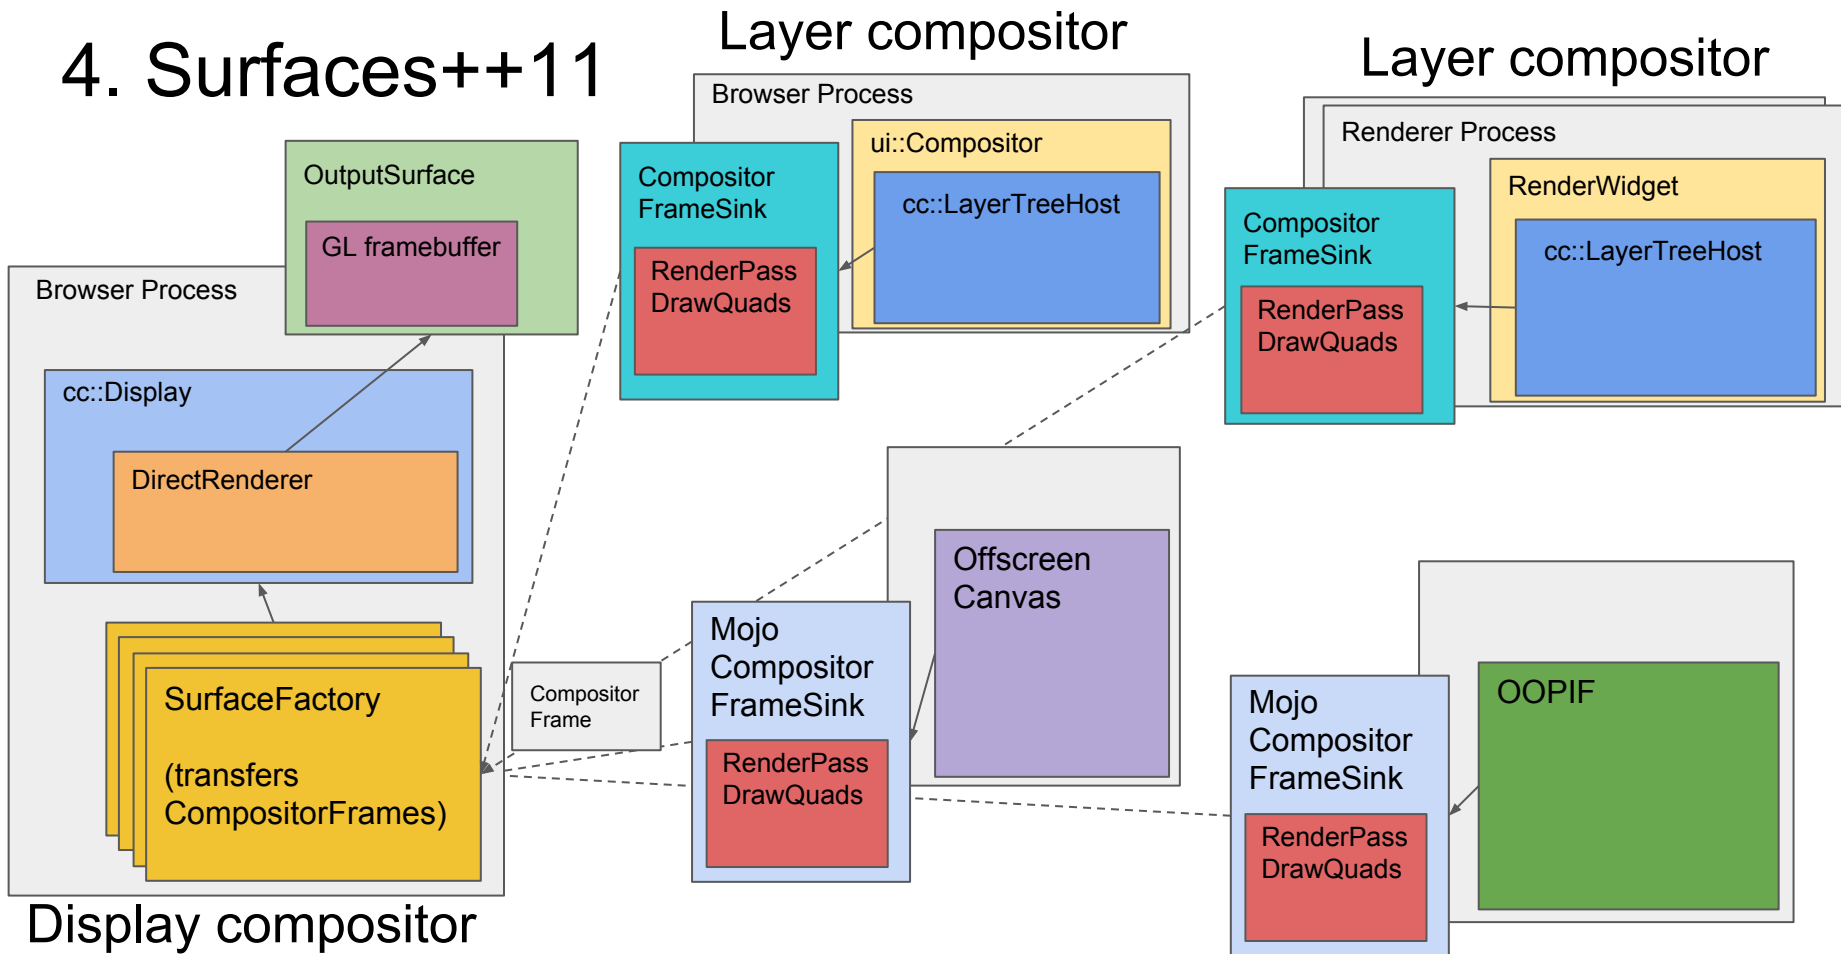 4. Surfaces++11
Layer compositor
Layer compositor
Browser Process
ui::Compositor
cc::LayerTreeHost
Compositor
FrameSink
RenderPass
DrawQuads
Renderer Process
RenderWidget
cc::LayerTreeHost
Compositor
FrameSink
RenderPass
DrawQuads
OutputSurface
GL framebuffer
Browser Process
cc::Display
DirectRenderer
SurfaceFactory
(transfers
CompositorFrames)
Display compositor
Compositor
Frame
Mojo
Compositor
FrameSink
RenderPass
DrawQuads
Offscreen
Canvas
Mojo
Compositor
FrameSink
RenderPass
DrawQuads
OOPIF